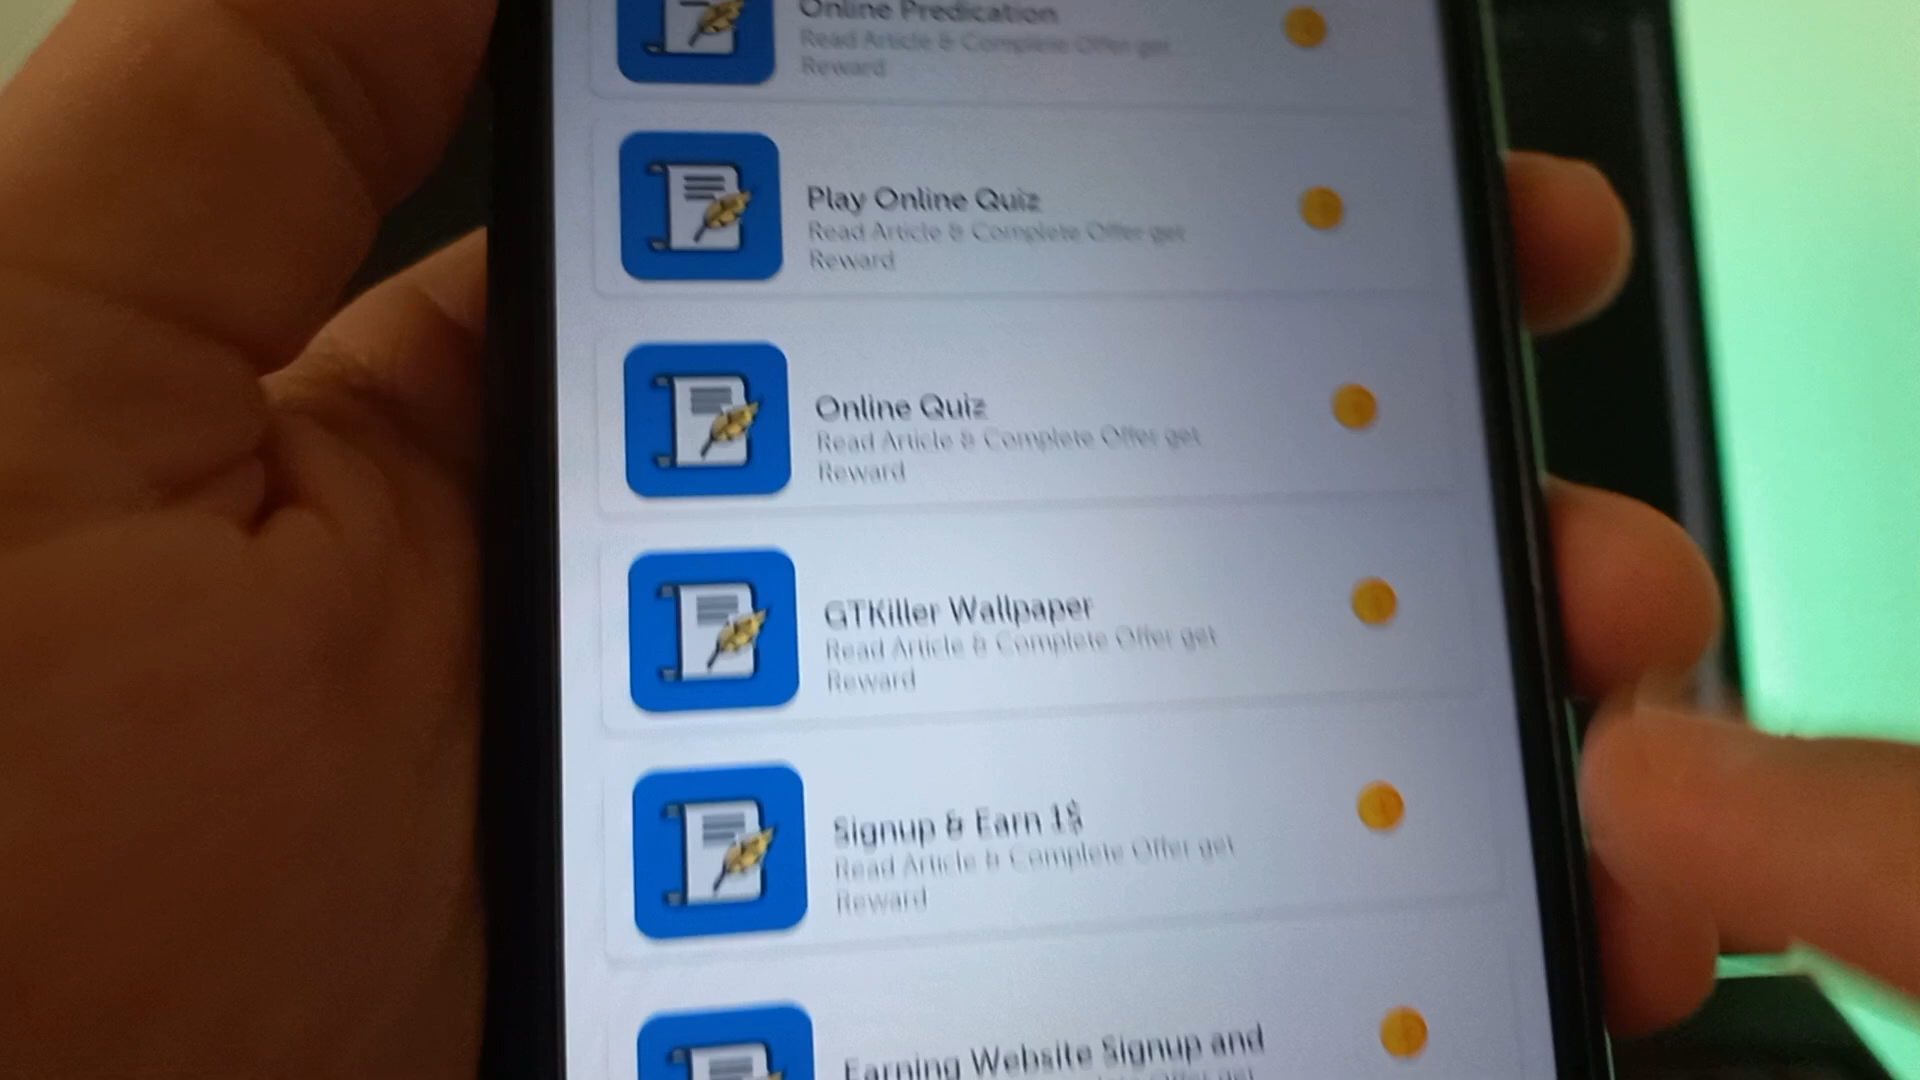 Online Predication
Read Article & Complete Offer get
Reward
Play Online Quiz
Read Article & Complete Offer get
Reward
Online Quiz
Read Article & Complete Offer get
Reward
GTKiller Wallpaper
Read Article & Complete Offer get
Reward
Signup & Earn 1$
Read Article & Complete Offer get
Reward
Earning Website Signup and